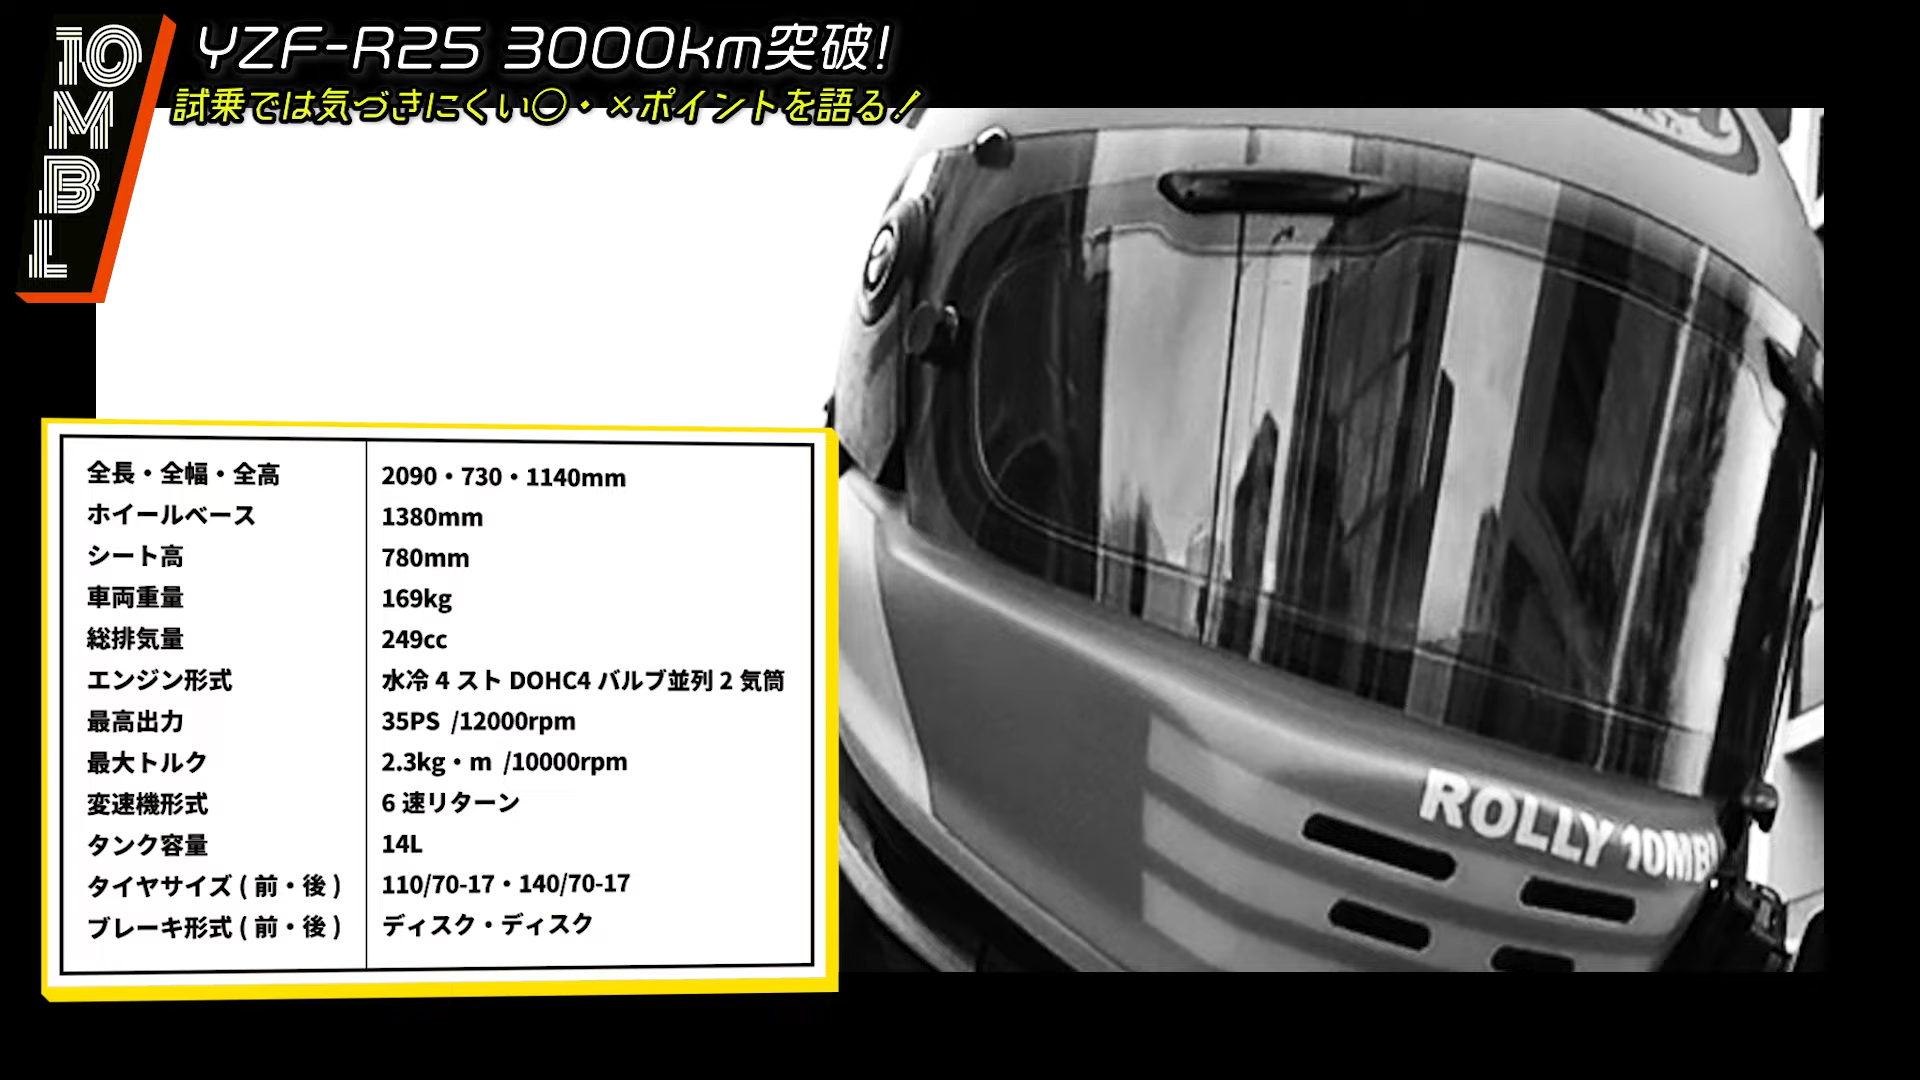 10MBL
YZF-R25 3000km突破!
試乗では気づきにくい〇・×ポイントを語る!
全長・全幅・全高 2090・730・1140mm
ホイールベース 1380mm
シート高 780mm
車両重量 169kg
総排気量 249cc
エンジン形式 水冷 4 スト DOHC4 バルブ並列 2 気筒
最高出力 35PS /12000rpm
最大トルク 2.3kg・m /10000rpm
変速機形式 6 速リターン
タンク容量 14L
タイヤサイズ ( 前・後 ) 110/70-17・140/70-17
ブレーキ形式 ( 前・後 ) ディスク・ディスク
ROLLY 10MB